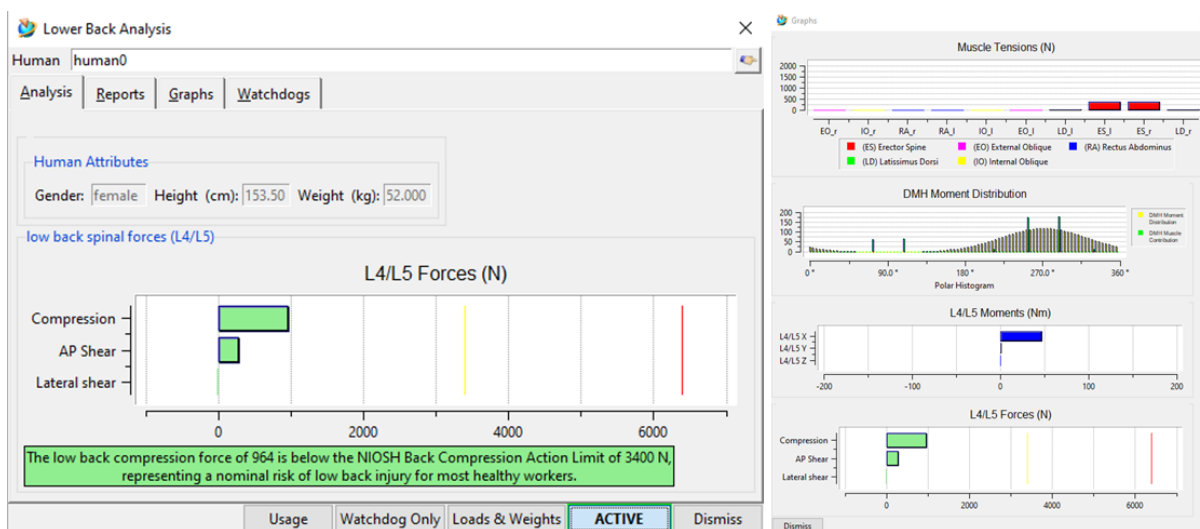 Lower Back Analysis
Human human0
Analysis Reports Graphs Watchdogs
Human Attributes
Gender: female Height (cm): 153.50 Weight (kg): 52.000
low back spinal forces (L4/L5)
L4/L5 Forces (N)
Compression
AP Shear
Lateral shear
0 2000 4000 6000
The low back compression force of 964 is below the NIOSH Back Compression Action Limit of 3400 N,
representing a nominal risk of low back injury for most healthy workers.
Usage Watchdog Only Loads & Weights ACTIVE Dismiss
Graphs
Muscle Tensions (N)
2000
1500
1000
500
0
EO_r IO_r RA_r RA_l IO_l EO_l LD_l ES_l ES_r LD_r
(ES) Erector Spine (EO) External Oblique (RA) Rectus Abdominus
(LD) Latissimus Dorsi (IO) Internal Oblique
DMH Moment Distribution
200
150
100
50
0
DMH Moment
Distribution
DMH Muscle
Contribution
0 ° 90.0 ° 180 ° 270.0 ° 360 °
Polar Histogram
L4/L5 Moments (Nm)
L4/L5 X
L4/L5 Y
L4/L5 Z
-200 -100 0 100 200
L4/L5 Forces (N)
Compression
AP Shear
Lateral shear
0 2000 4000 6000
Dismiss